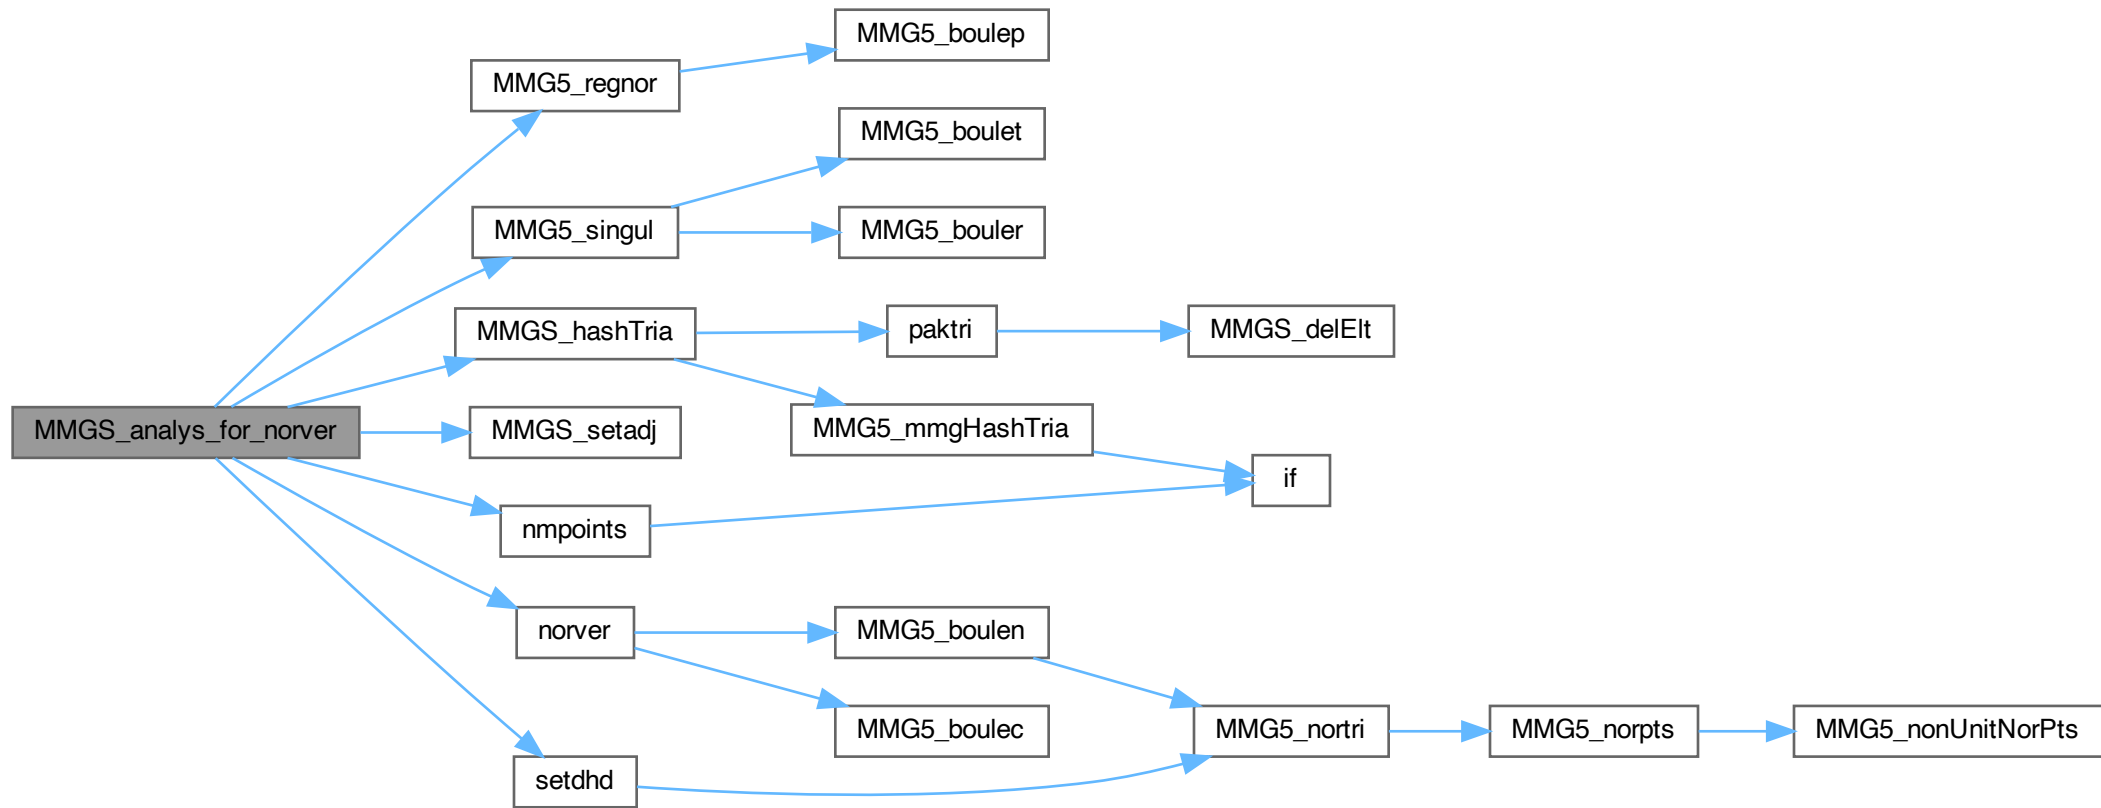 MMG5_boulep
MMG5_regnor
MMG5_boulet
MMG5_singul
MMG5_bouler
MMGS_hashTria
paktri
MMGS_delElt
MMGS_analys_for_norver
MMGS_setadj
MMG5_mmgHashTria
if
nmpoints
norver
MMG5_boulen
MMG5_boulec
MMG5_nortri
MMG5_norpts
MMG5_nonUnitNorPts
setdhd